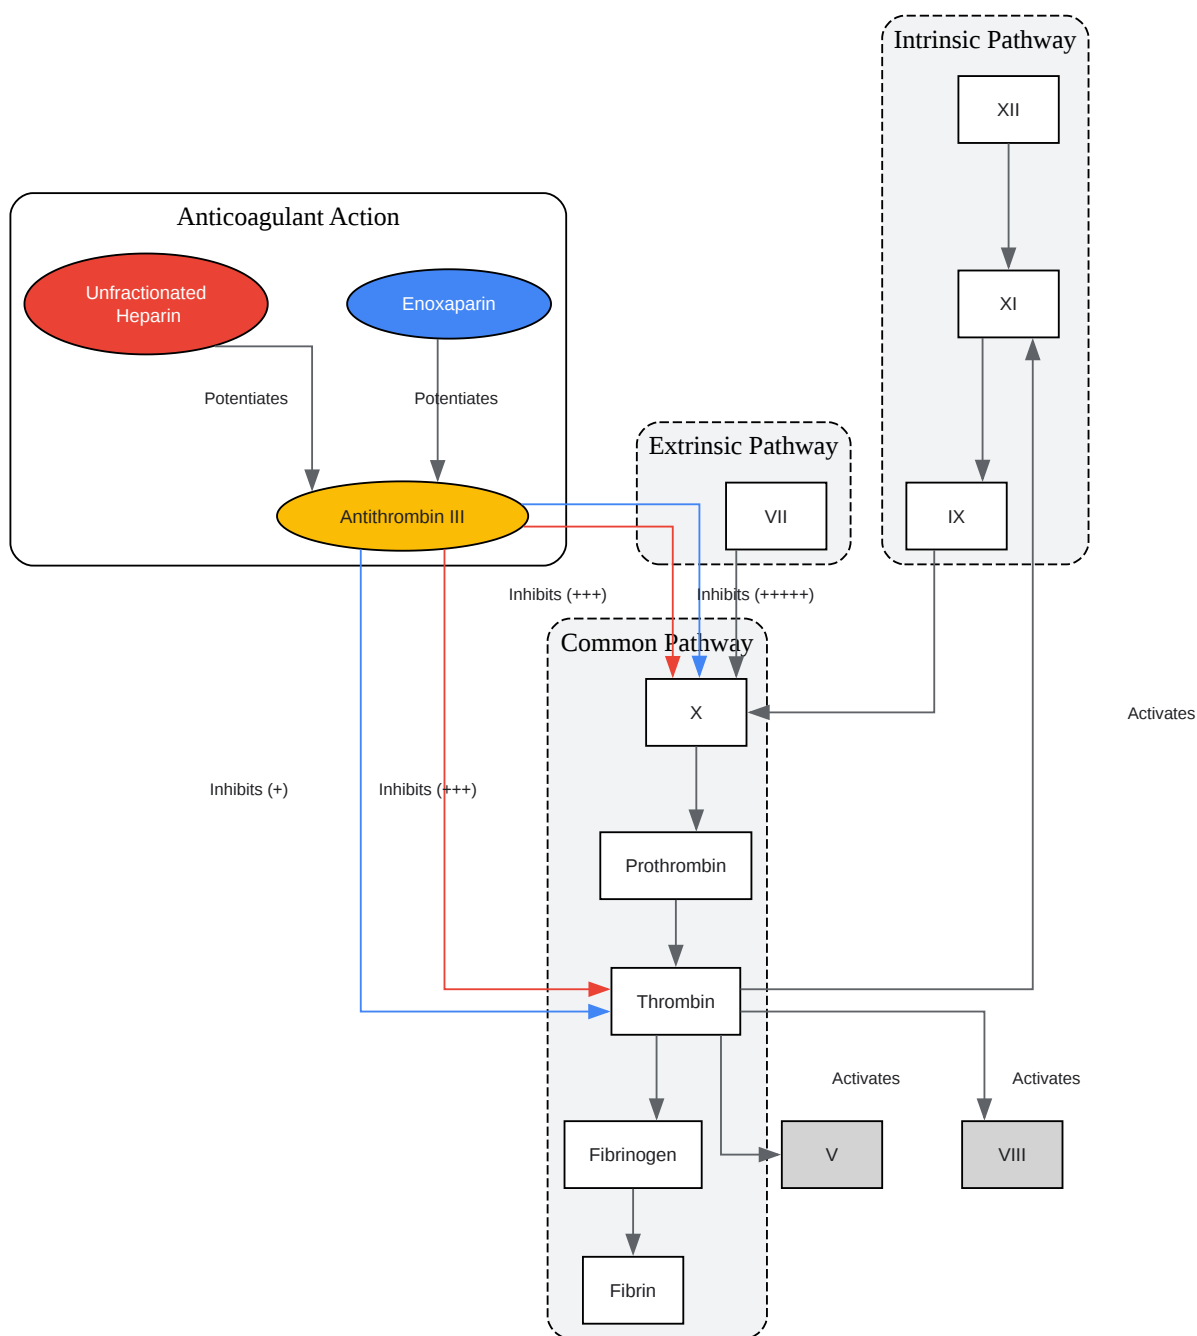 Intrinsic Pathway
XII
Anticoagulant Action
Unfractionated
Heparin
Enoxaparin
XI
Potentiates
Potentiates
Extrinsic Pathway
Antithrombin III
VII
IX
Inhibits (+++)
Inhibits (+++++)
Common Pathway
X
Activates
Inhibits (+)
Inhibits (+++)
Prothrombin
Thrombin
Activates
Activates
Fibrinogen
V
VIII
Fibrin